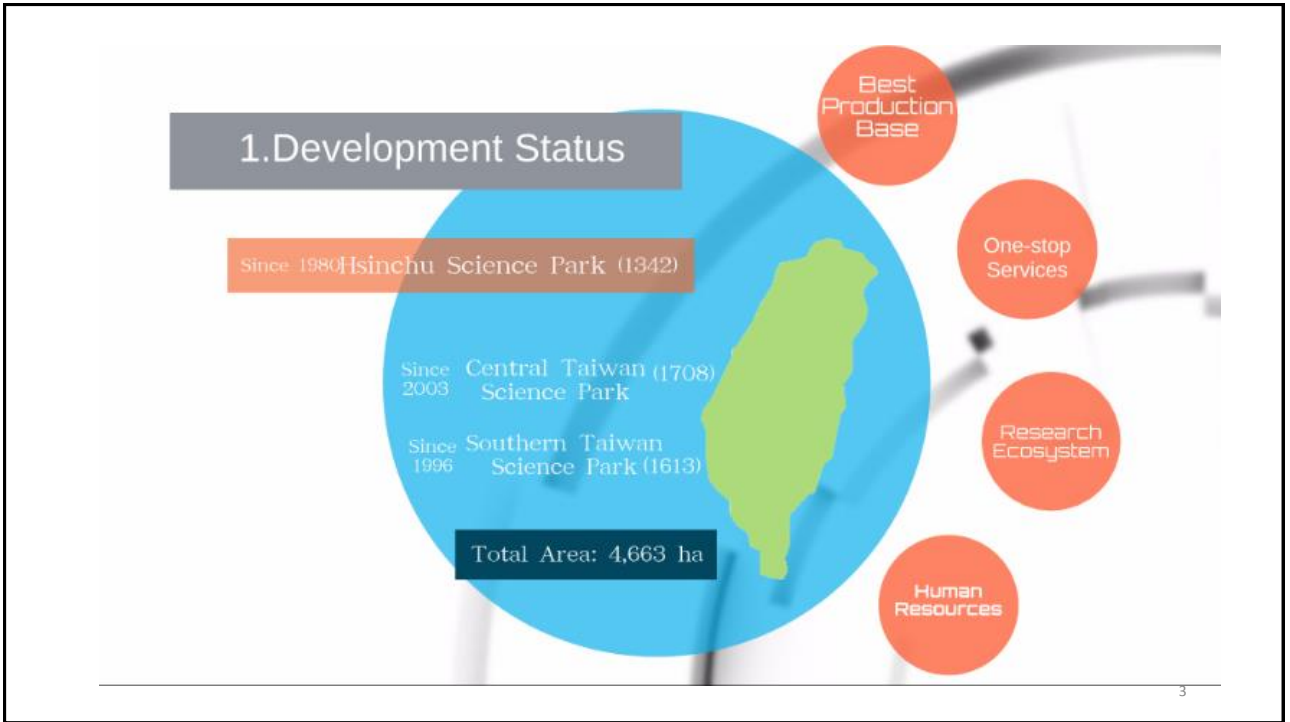 1.Development Status
Since 1980Hsinchu Science Park (1342)
Since
2003
Central Taiwan (1708)
Science Park
Since
1996
Southern Taiwan
Science Park (1613)
Total Area: 4,663 ha
Best
Production
Base
One-stop
Services
Research
Ecosystem
Human
Resources
3